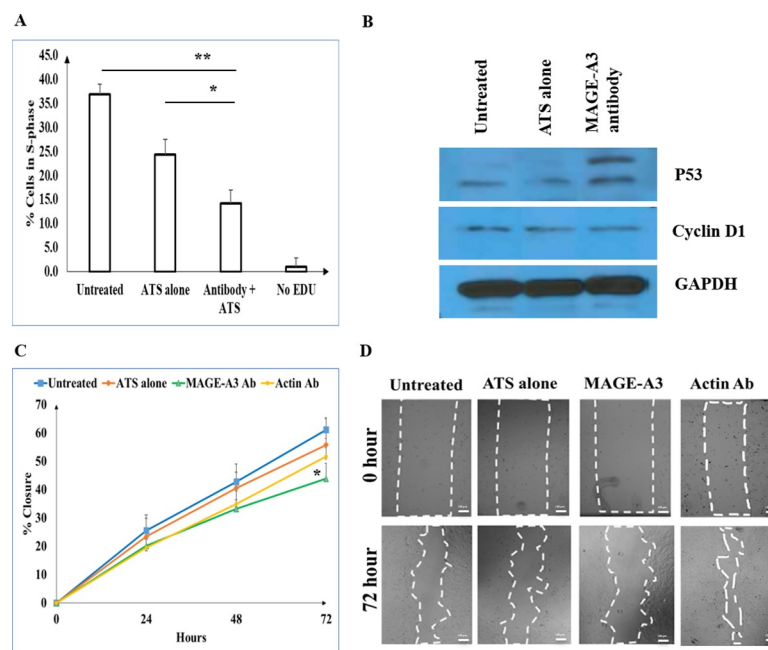 A
45.0
40.0
35.0
30.0
25.0
20.0
15.0
10.0
5.0
0.0
% Cells in S-phase
**
*
Untreated
ATS alone
Antibody +
ATS
No EDU
B
Untreated
ATS alone
MAGE-A3
antibody
P53
Cyclin D1
GAPDH
C
Untreated
ATS alone
MAGE-A3 Ab
Actin Ab
70
60
50
40
30
20
10
0
% Closure
*
0
24
48
72
Hours
D
Untreated
ATS alone
MAGE-A3
Actin Ab
0 hour
72 hour